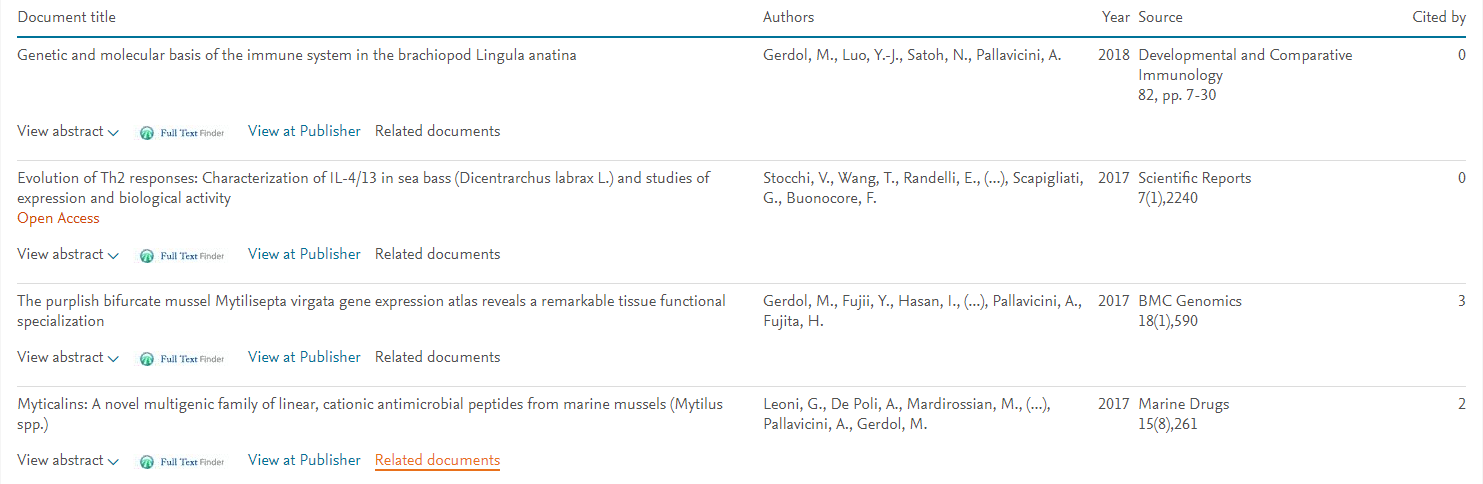 Document title Authors Year Source Cited by
Genetic and molecular basis of the immune system in the brachiopod Lingula anatina Gerdol, M., Luo, Y.-J., Satoh, N., Pallavicini, A. 2018 Developmental and Comparative 0
Immunology
82, pp. 7-30
View abstract Full Text Finder View at Publisher Related documents
Evolution of Th2 responses: Characterization of IL-4/13 in sea bass (Dicentrarchus labrax L.) and studies of Stocchi, V., Wang, T., Randelli, E., (...), Scapigliati, 2017 Scientific Reports 0
expression and biological activity G., Buonocore, F. 7(1),2240
Open Access
View abstract Full Text Finder View at Publisher Related documents
The purplish bifurcate mussel Mytilisepta virgata gene expression atlas reveals a remarkable tissue functional Gerdol, M., Fujii, Y., Hasan, I., (...), Pallavicini, A., 2017 BMC Genomics 3
specialization Fujita, H. 18(1),590
View abstract Full Text Finder View at Publisher Related documents
Myticalins: A novel multigenic family of linear, cationic antimicrobial peptides from marine mussels (Mytilus Leoni, G., De Poli, A., Mardirossian, M., (...), 2017 Marine Drugs 2
spp.) Pallavicini, A., Gerdol, M. 15(8),261
View abstract Full Text Finder View at Publisher Related documents